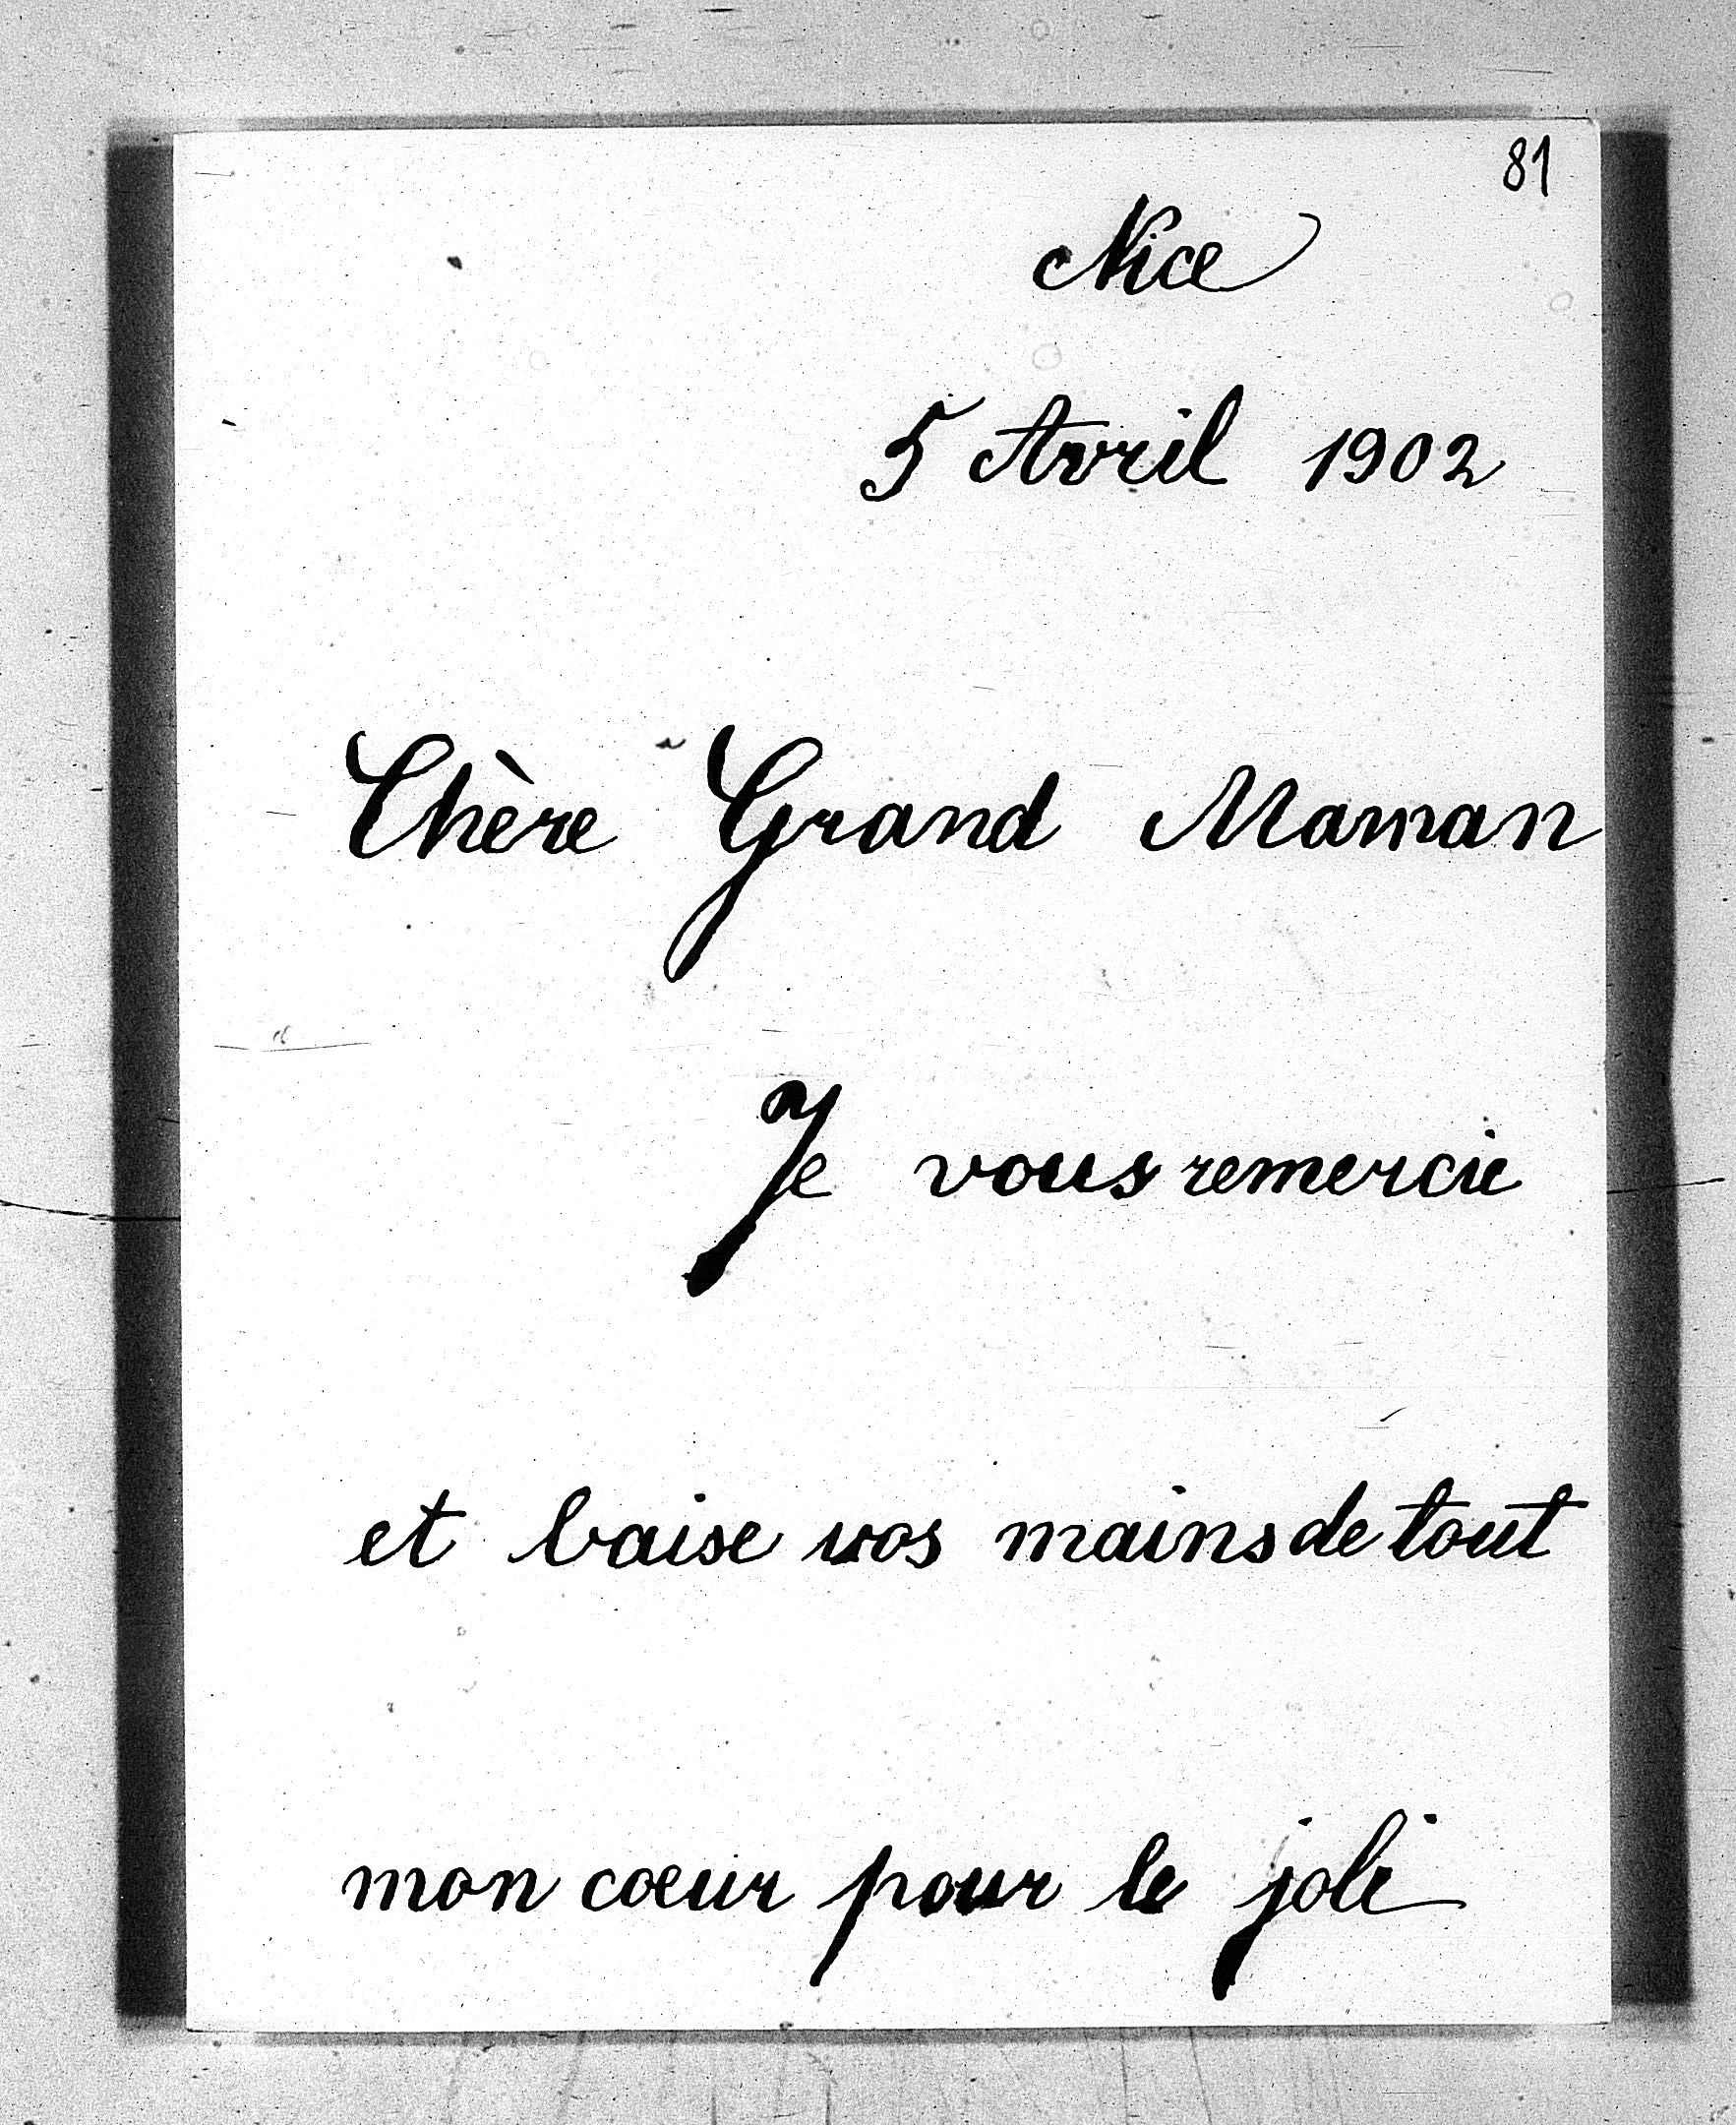 81
Nice
5 Avril 1902
Chère Grand Maman
Je vous remercie
et baise vos mains de tout
mon cœur pour le joli